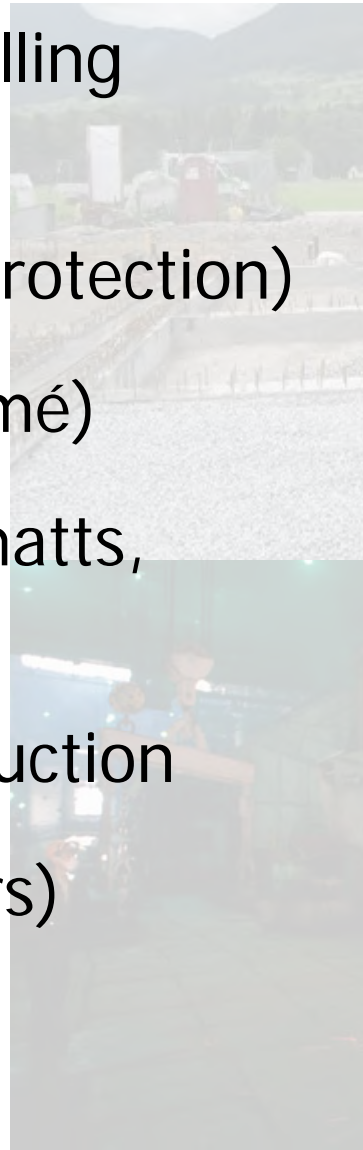 lling
rotection)
mé)
natts,
uction
rs)